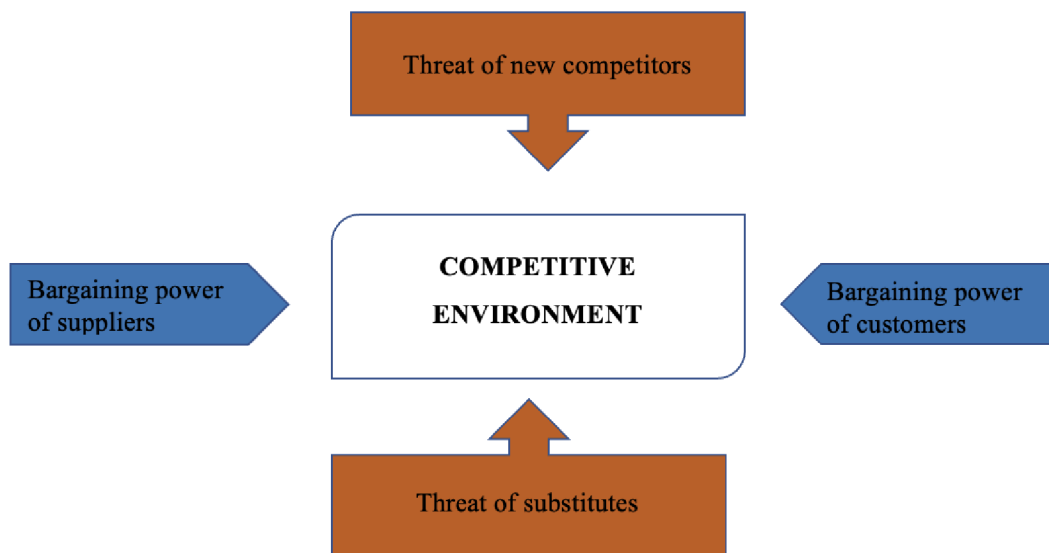 Threat of new competitors
COMPETITIVE
ENVIRONMENT
Bargaining power
of suppliers
Bargaining power
of customers
Threat of substitutes